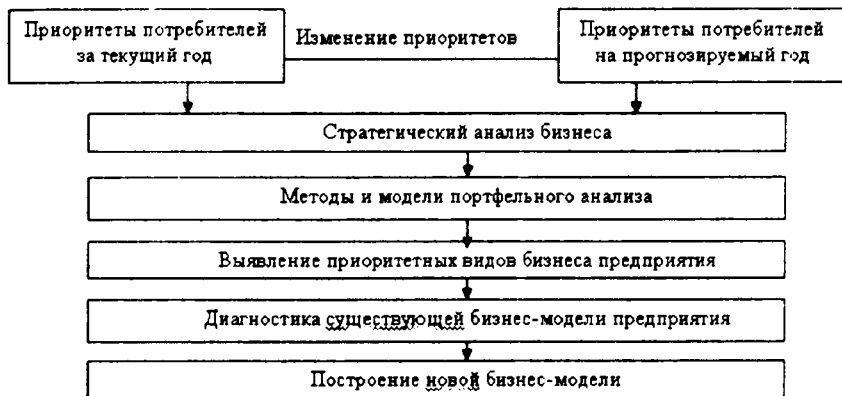 Приоритеты потребителей
за текущий год
Изменение приоритетов
Приоритеты потребителей
на прогнозируемый год
Стратегический анализ бизнеса
Методы и модели портфельного анализа
Выявление приоритетных видов бизнеса предприятия
Диагностика существующей бизнес-модели предприятия
Построение новой бизнес-модели